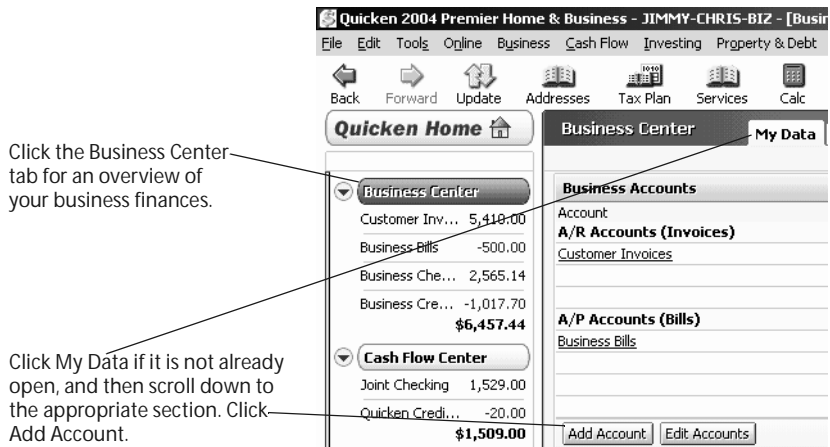 Quicken 2004 Premier Home & Business - JIMMY-CHRIS-BIZ - [Busin
File Edit Tools Online Business Cash Flow Investing Property & Debt
Back Forward Update Addresses Tax Plan Services Calc
Quicken Home
Business Center My Data
Click the Business Center
tab for an overview of
your business finances.
Business Center
Customer Inv... 5,410.00
Business Bills -500.00
Business Che... 2,565.14
Business Cre... -1,017.70
$6,457.44
Cash Flow Center
Joint Checking 1,529.00
Quicken Credi... -20.00
$1,509.00
Business Accounts
Account
A/R Accounts (Invoices)
Customer Invoices
A/P Accounts (Bills)
Business Bills
Add Account Edit Accounts
Click My Data if it is not already
open, and then scroll down to
the appropriate section. Click
Add Account.